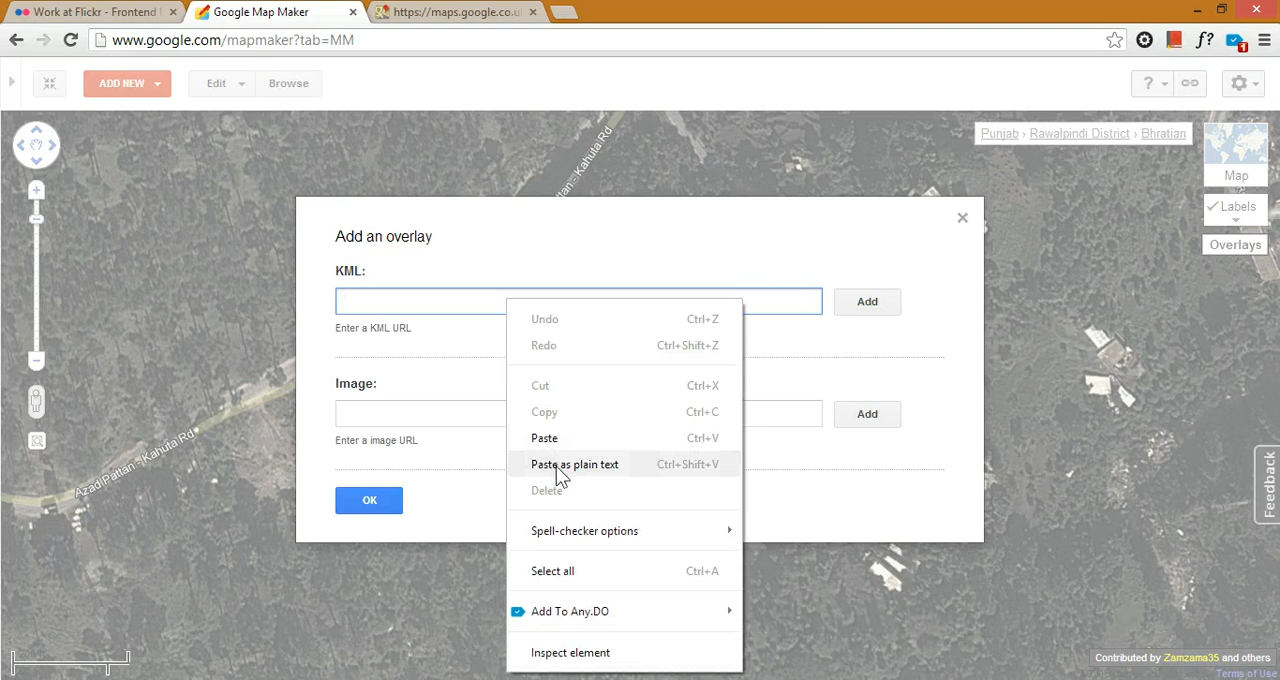 Work at Flickr - Frontend
Google Map Maker
https://maps.google.co.u
www.google.com/mapmaker?tab=MM
f?
1
ADD NEW
Edit
Browse
?
Punjab › Rawalpindi District › Bhratian
Map
Labels
Overlays
ttan - Kahuta Rd
Azad Pattan - Kahuta Rd
Add an overlay
KML:
Add
Enter a KML URL
Image:
Add
Enter a image URL
OK
Undo Ctrl+Z
Redo Ctrl+Shift+Z
Cut Ctrl+X
Copy Ctrl+C
Paste Ctrl+V
Paste as plain text Ctrl+Shift+V
Delete
Spell-checker options
Select all Ctrl+A
Add To Any.DO
Inspect element
Feedback
Contributed by Zamzama35 and others
Terms of Use